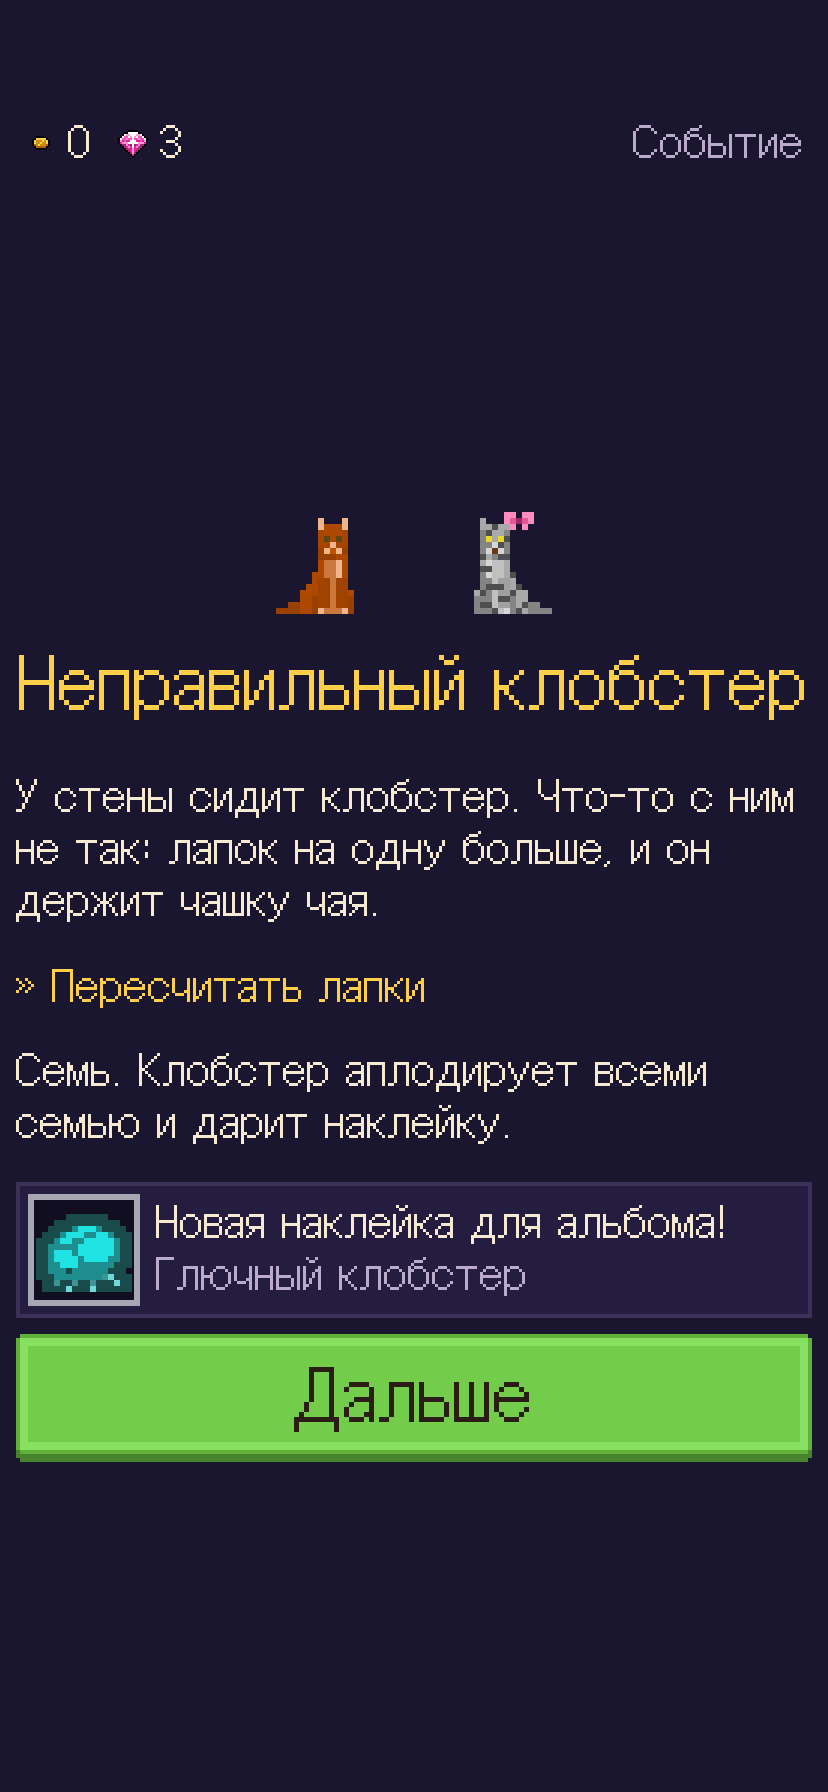 0 3 Событие
Неправильный клобстер
У стены сидит клобстер. Что-то с ним
не так: лапок на одну больше, и он
держит чашку чая.
» Пересчитать лапки
Семь. Клобстер аплодирует всеми
семью и дарит наклейку.
Новая наклейка для альбома!
Глючный клобстер
Дальше